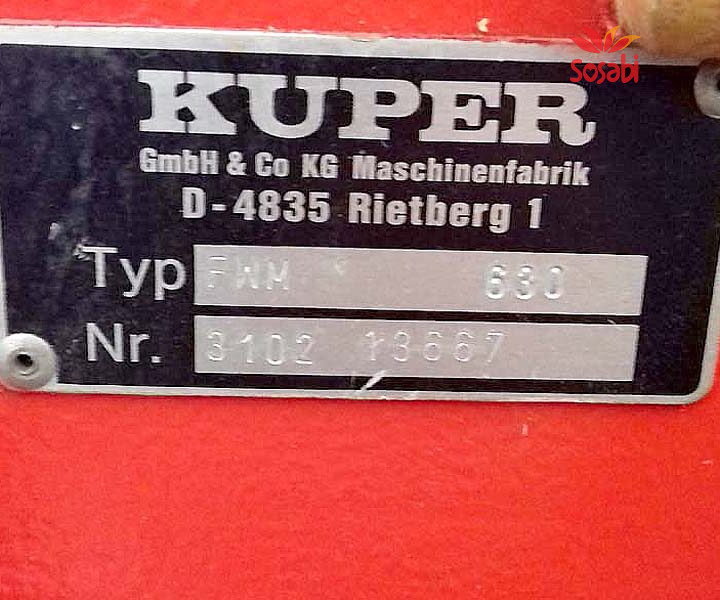 sosabi
KUPER
GmbH & Co KG Maschinenfabrik
D-4835 Rietberg 1
Typ FWM 630
Nr. 3102 13667